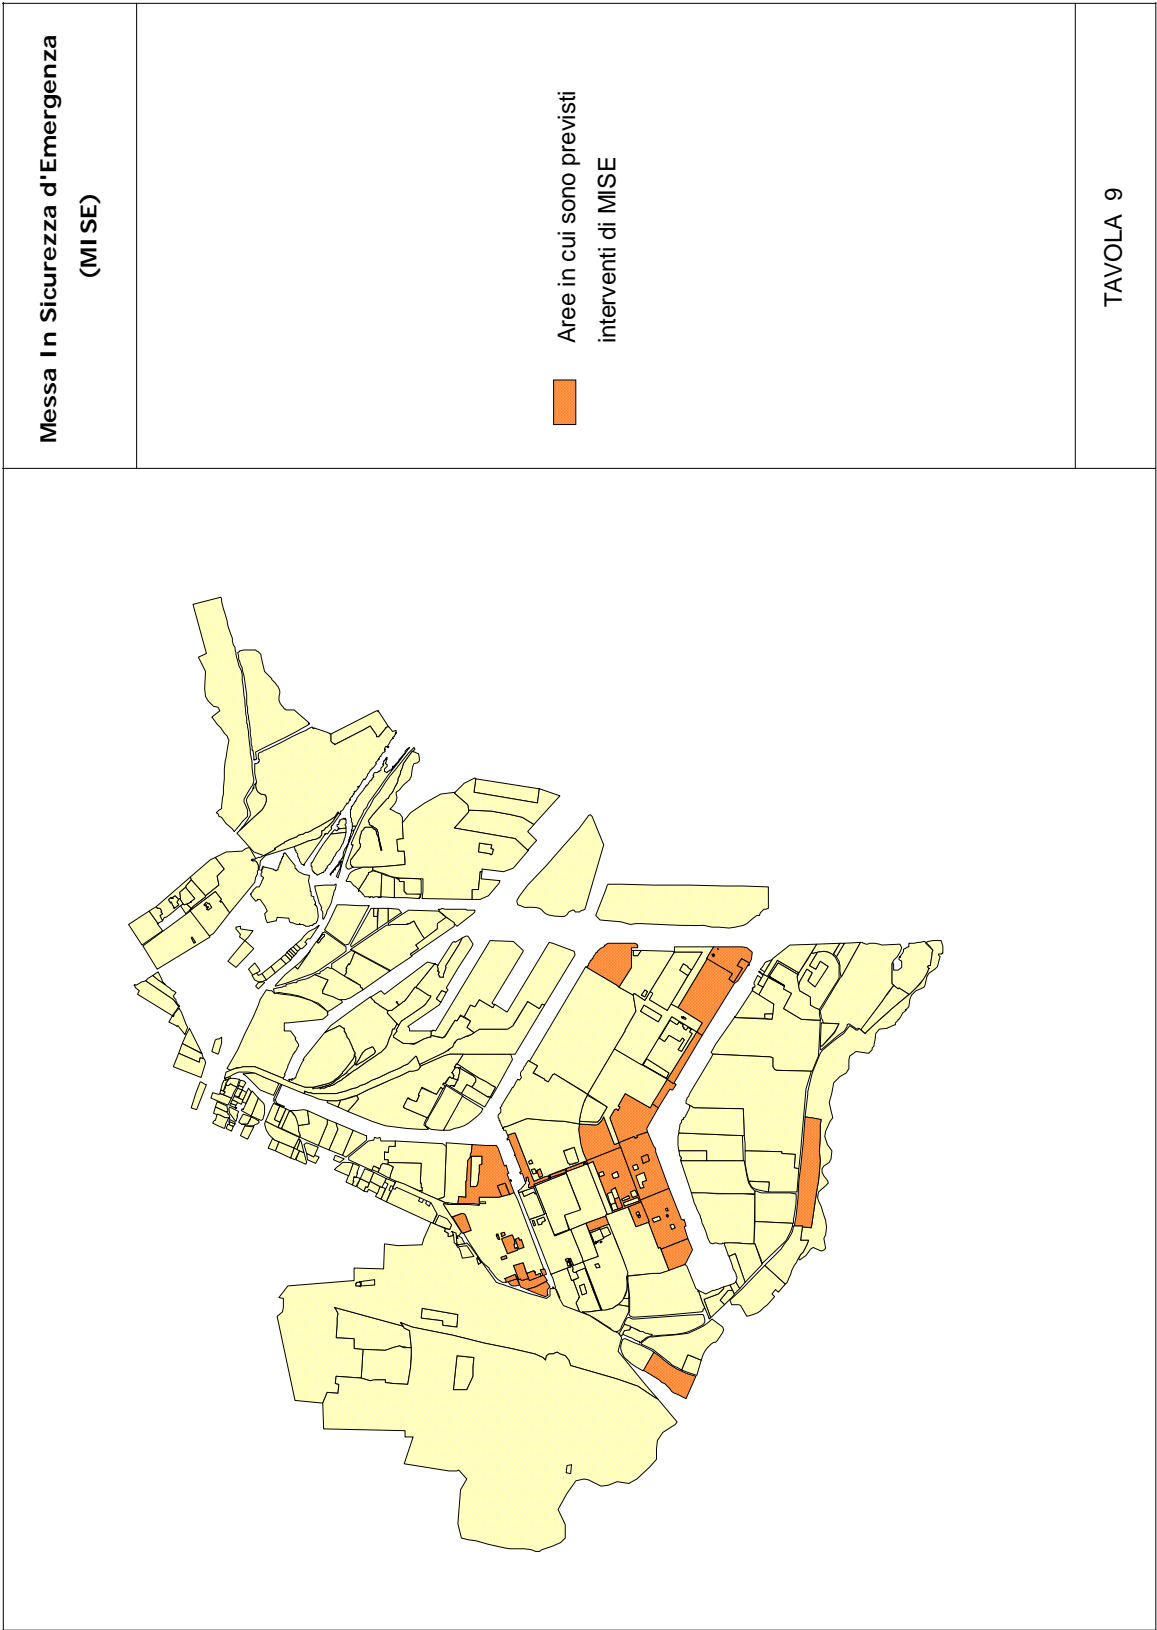 Messa In Sicurezza d'Emergenza
(MISE)
Aree in cui sono previsti
interventi di MISE
TAVOLA 9